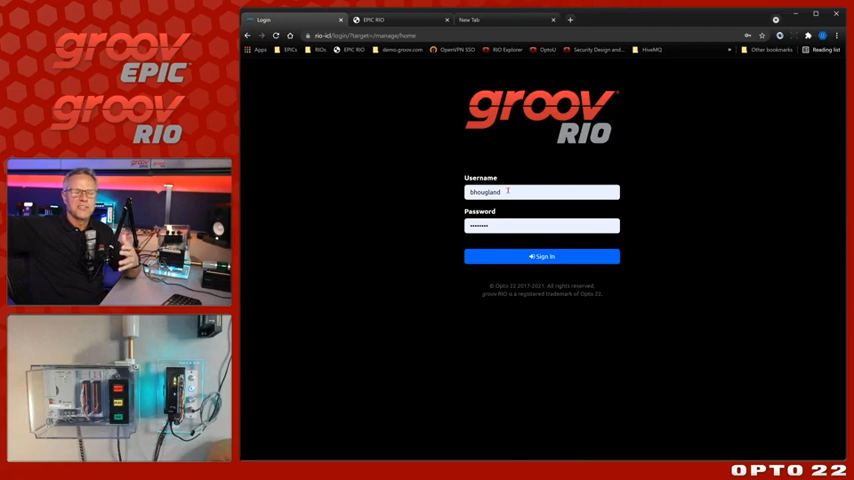 groov
EPIC
groov
RIO
Login
EPIC RIO
New Tab
rio-icl/login/?target=/manage/home
Apps
EPICs
RIOs
EPIC RIO
demo.groov.com
OpenVPN SSO
RIO Explorer
OptoU
Security Design and...
HiveMQ
»
Other bookmarks
Reading list
groov
RIO
Username
bhougland
Password
••••••••
Sign In
© Opto 22 2017-2021. All rights reserved.
groov RIO is a registered trademark of Opto 22.
OPTO 22